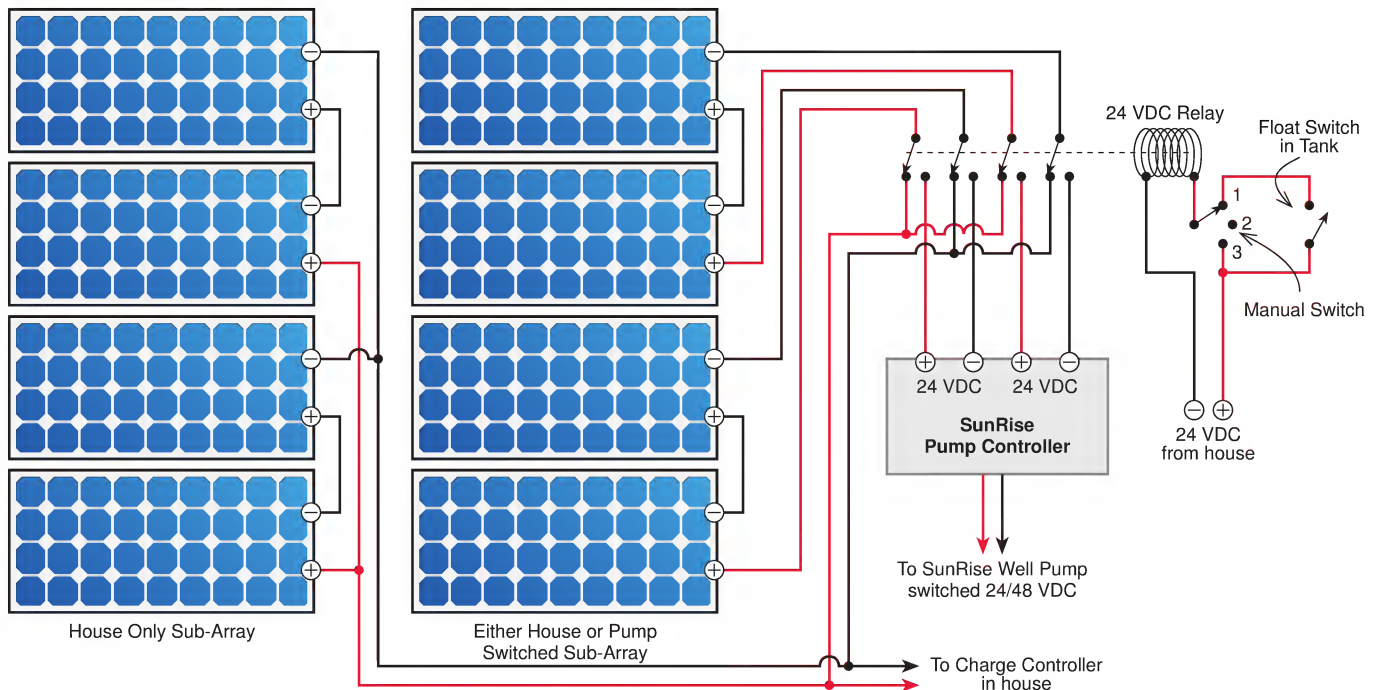 24 VDC Relay
Float Switch
in Tank
1
2
3
Manual Switch
+
−
+
−
24 VDC
24 VDC
SunRise
Pump Controller
− +
24 VDC
from house
To SunRise Well Pump
switched 24/48 VDC
House Only Sub-Array
Either House or Pump
Switched Sub-Array
To Charge Controller
in house